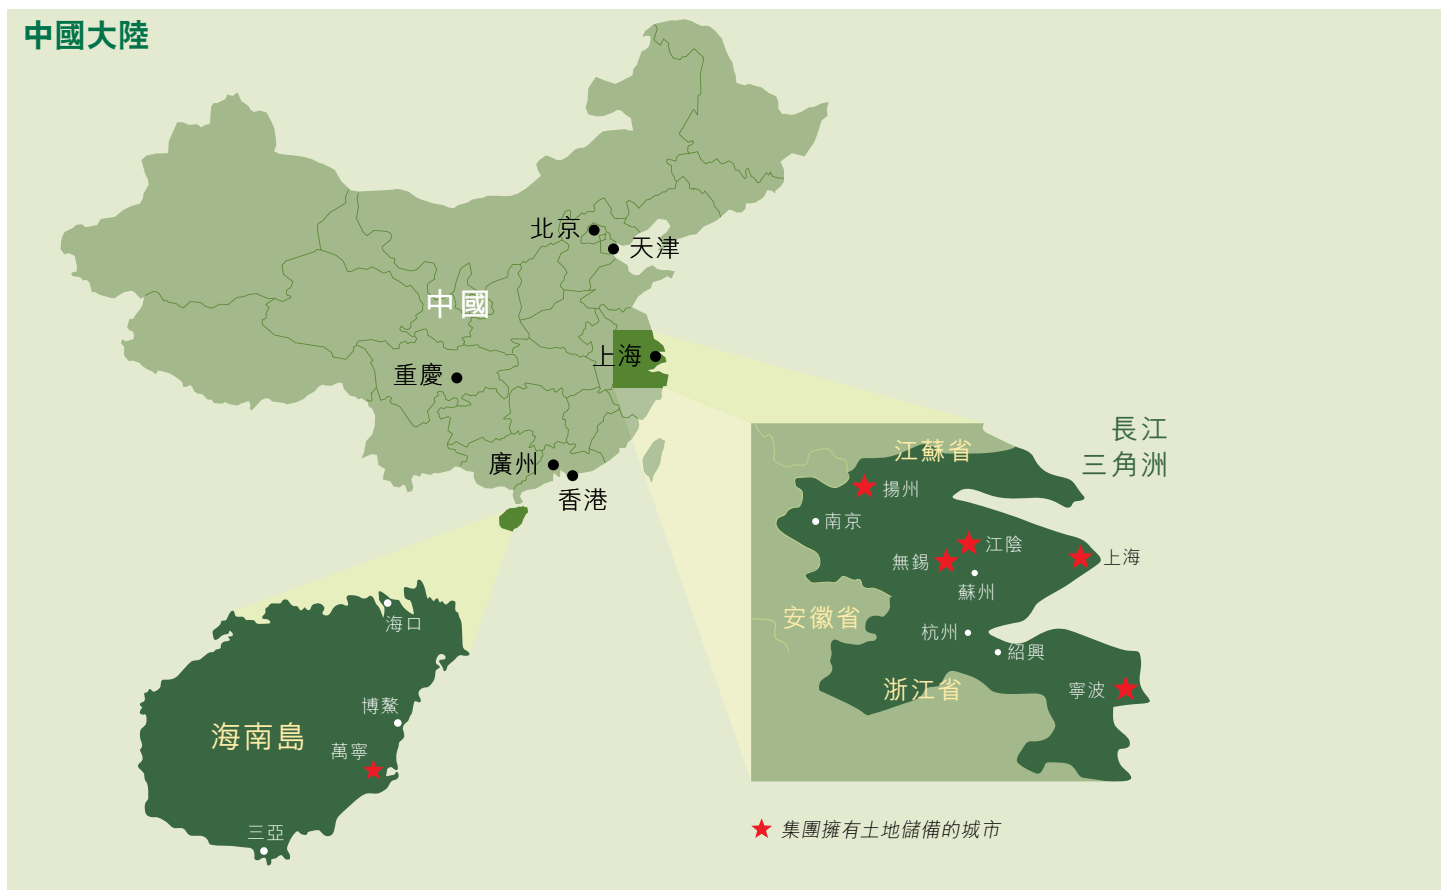 中國大陸
北京
天津
中國
上海
重慶
廣州
香港
長江
三角洲
江蘇省
揚州
南京
江陰
無錫
上海
蘇州
安徽省
杭州
紹興
浙江省
寧波
海口
博鰲
海南島
萬寧
三亞
集團擁有土地儲備的城市